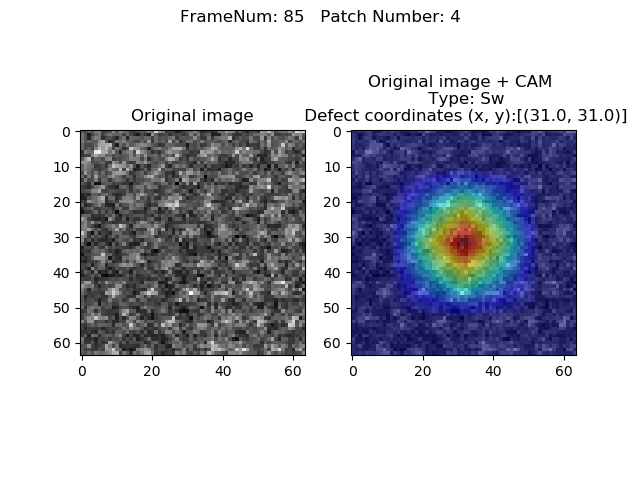 FrameNum: 85   Patch Number: 4
Original image
Original image + CAM
Type: Sw
Defect coordinates (x, y):[(31.0, 31.0)]
0
10
20
30
40
50
60
0 20 40 60
0
10
20
30
40
50
60
0 20 40 60